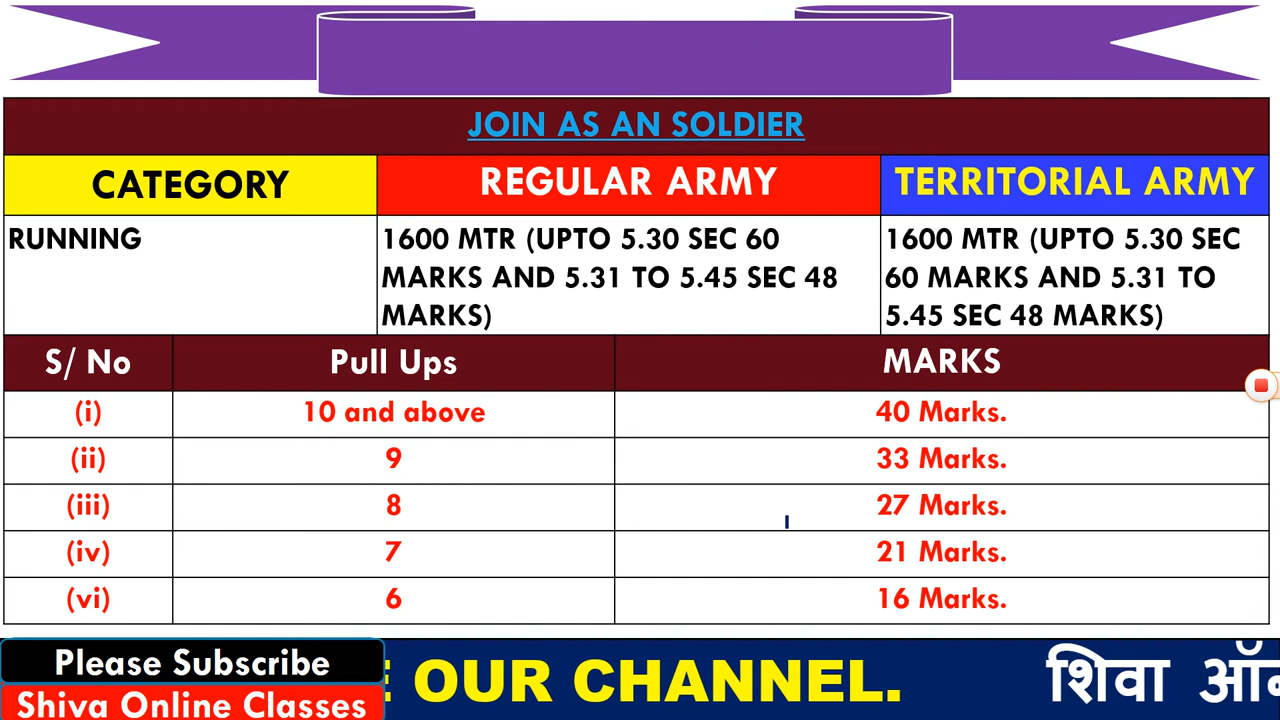 JOIN AS AN SOLDIER
CATEGORY REGULAR ARMY TERRITORIAL ARMY
RUNNING
1600 MTR (UPTO 5.30 SEC 60
MARKS AND 5.31 TO 5.45 SEC 48
MARKS)
1600 MTR (UPTO 5.30 SEC
60 MARKS AND 5.31 TO
5.45 SEC 48 MARKS)
S/ No Pull Ups MARKS
(i) 10 and above 40 Marks.
(ii) 9 33 Marks.
(iii) 8 27 Marks.
(iv) 7 21 Marks.
(vi) 6 16 Marks.
Please Subscribe
Shiva Online Classes
OUR CHANNEL.
शिवा